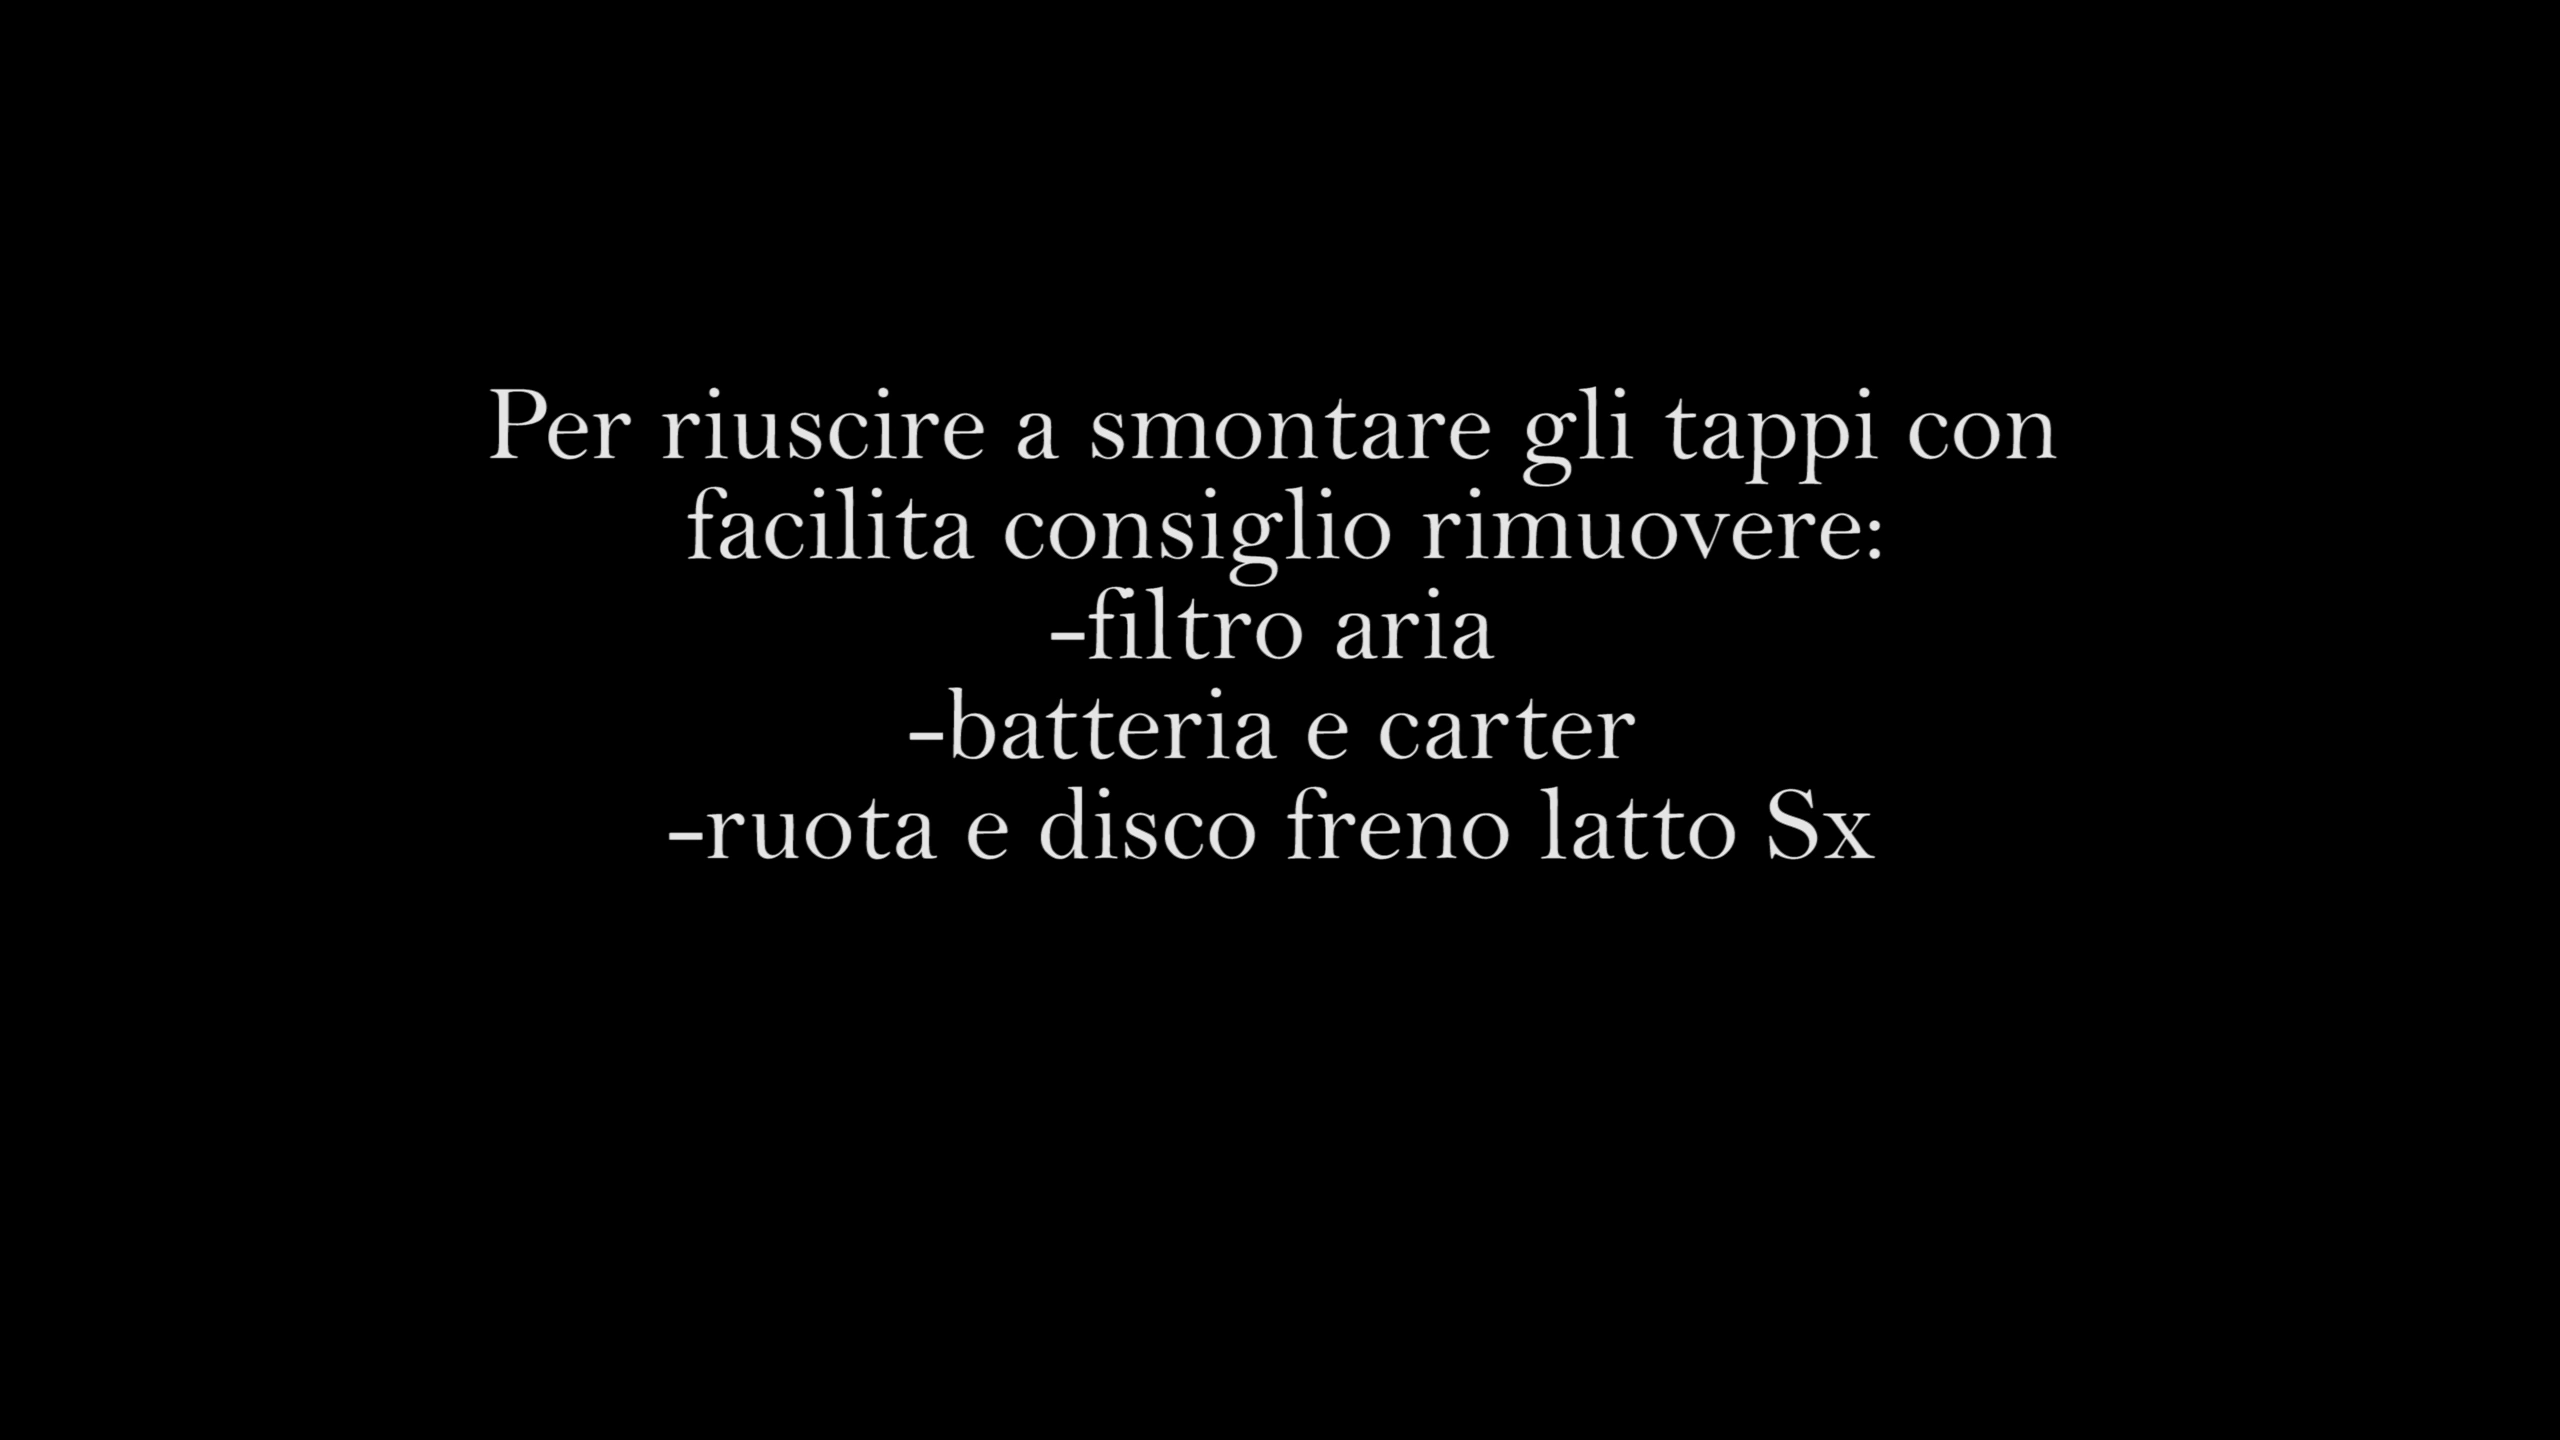 Per riuscire a smontare gli tappi con
facilita consiglio rimuovere:
-filtro aria
-batteria e carter
-ruota e disco freno latto Sx